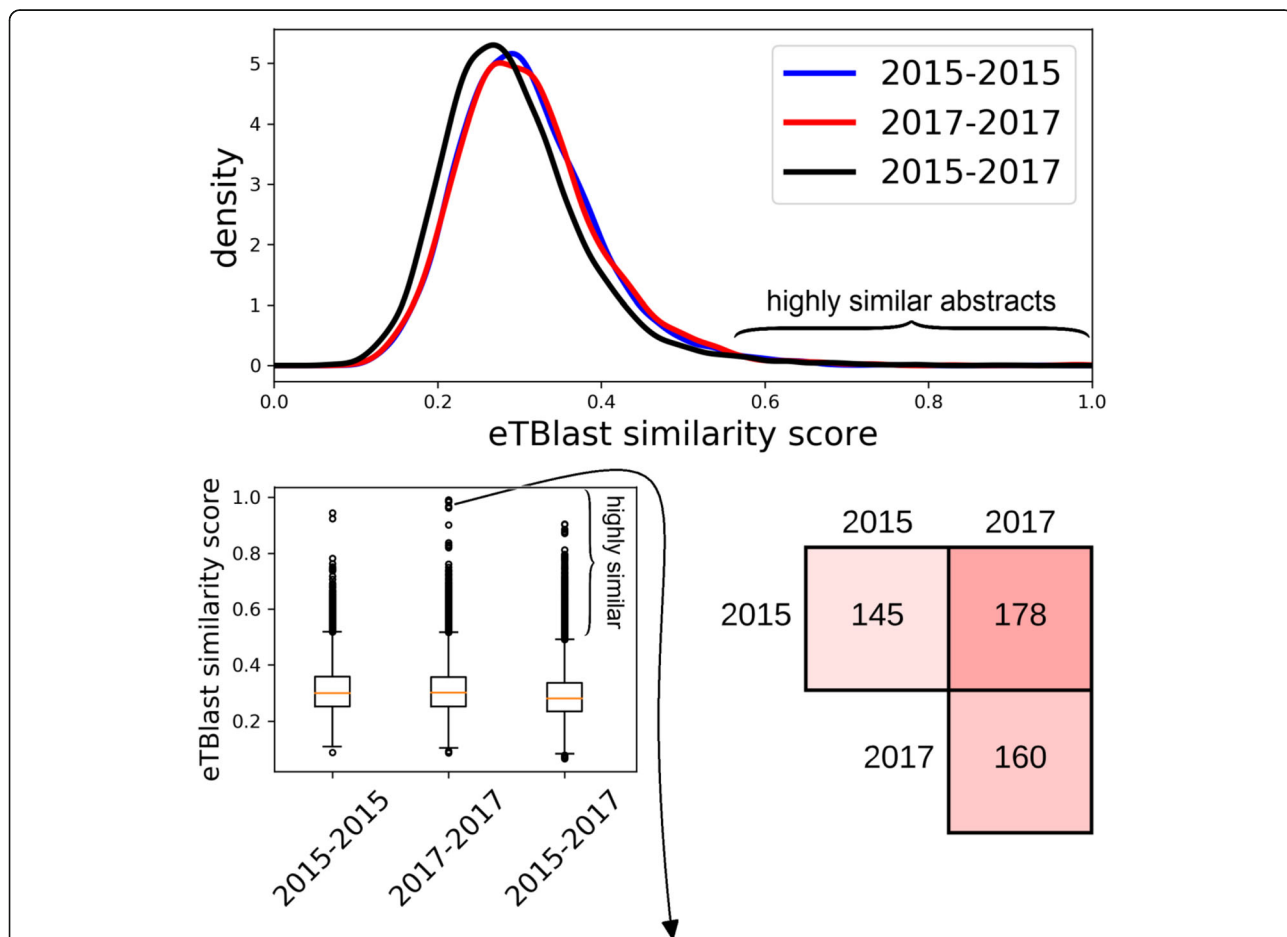 5
4
3
2
1
0
density
2015-2015
2017-2017
2015-2017
highly similar abstracts
0.0 0.2 0.4 0.6 0.8 1.0
eTBlast similarity score
1.0
0.8
0.6
0.4
0.2
eTBlast similarity score
highly similar
2015-2015
2017-2017
2015-2017
2015 2017
2015 145 178
2017 160